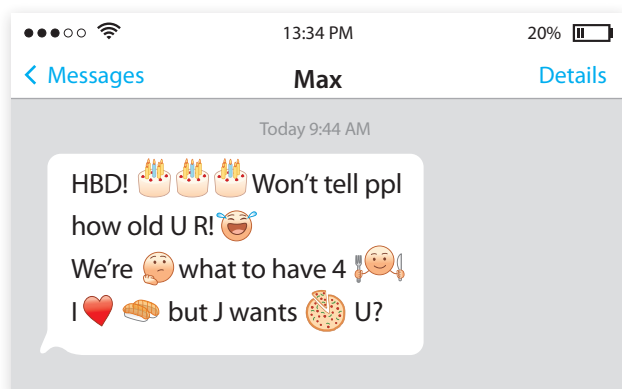 13:34 PM 20%
Messages Max Details
Today 9:44 AM
HBD! 🎂🎂🎂 Won't tell ppl
how old U R! 😂
We're 🤔 what to have 4 🍽️
I ❤️ 🍣 but J wants 🍕 U?